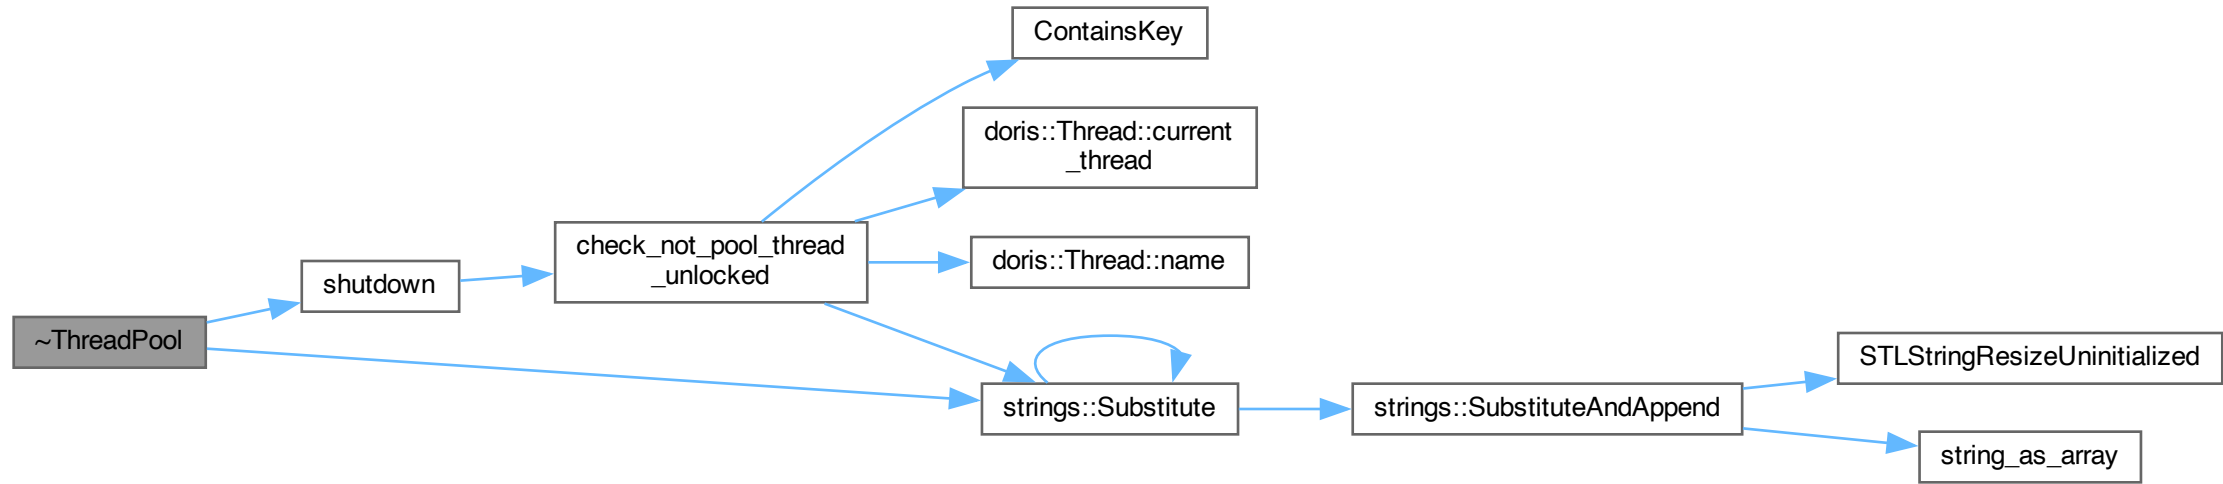 ContainsKey
doris::Thread::current
_thread
check_not_pool_thread
_unlocked
doris::Thread::name
shutdown
~ThreadPool
STLStringResizeUninitialized
strings::Substitute
strings::SubstituteAndAppend
string_as_array